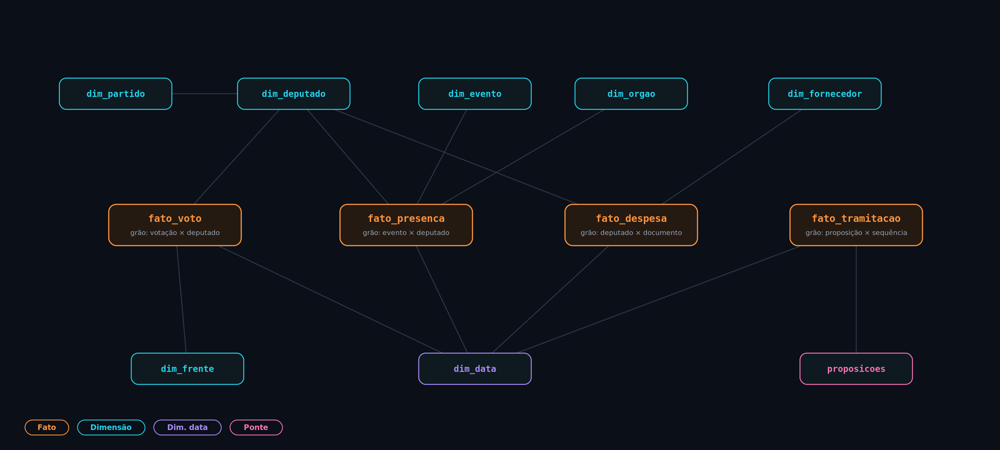 dim_partido
dim_deputado
dim_evento
dim_orgao
dim_fornecedor
fato_voto
grão: votação × deputado
fato_presenca
grão: evento × deputado
fato_despesa
grão: deputado × documento
fato_tramitacao
grão: proposição × sequência
dim_frente
dim_data
proposicoes
Fato
Dimensão
Dim. data
Ponte